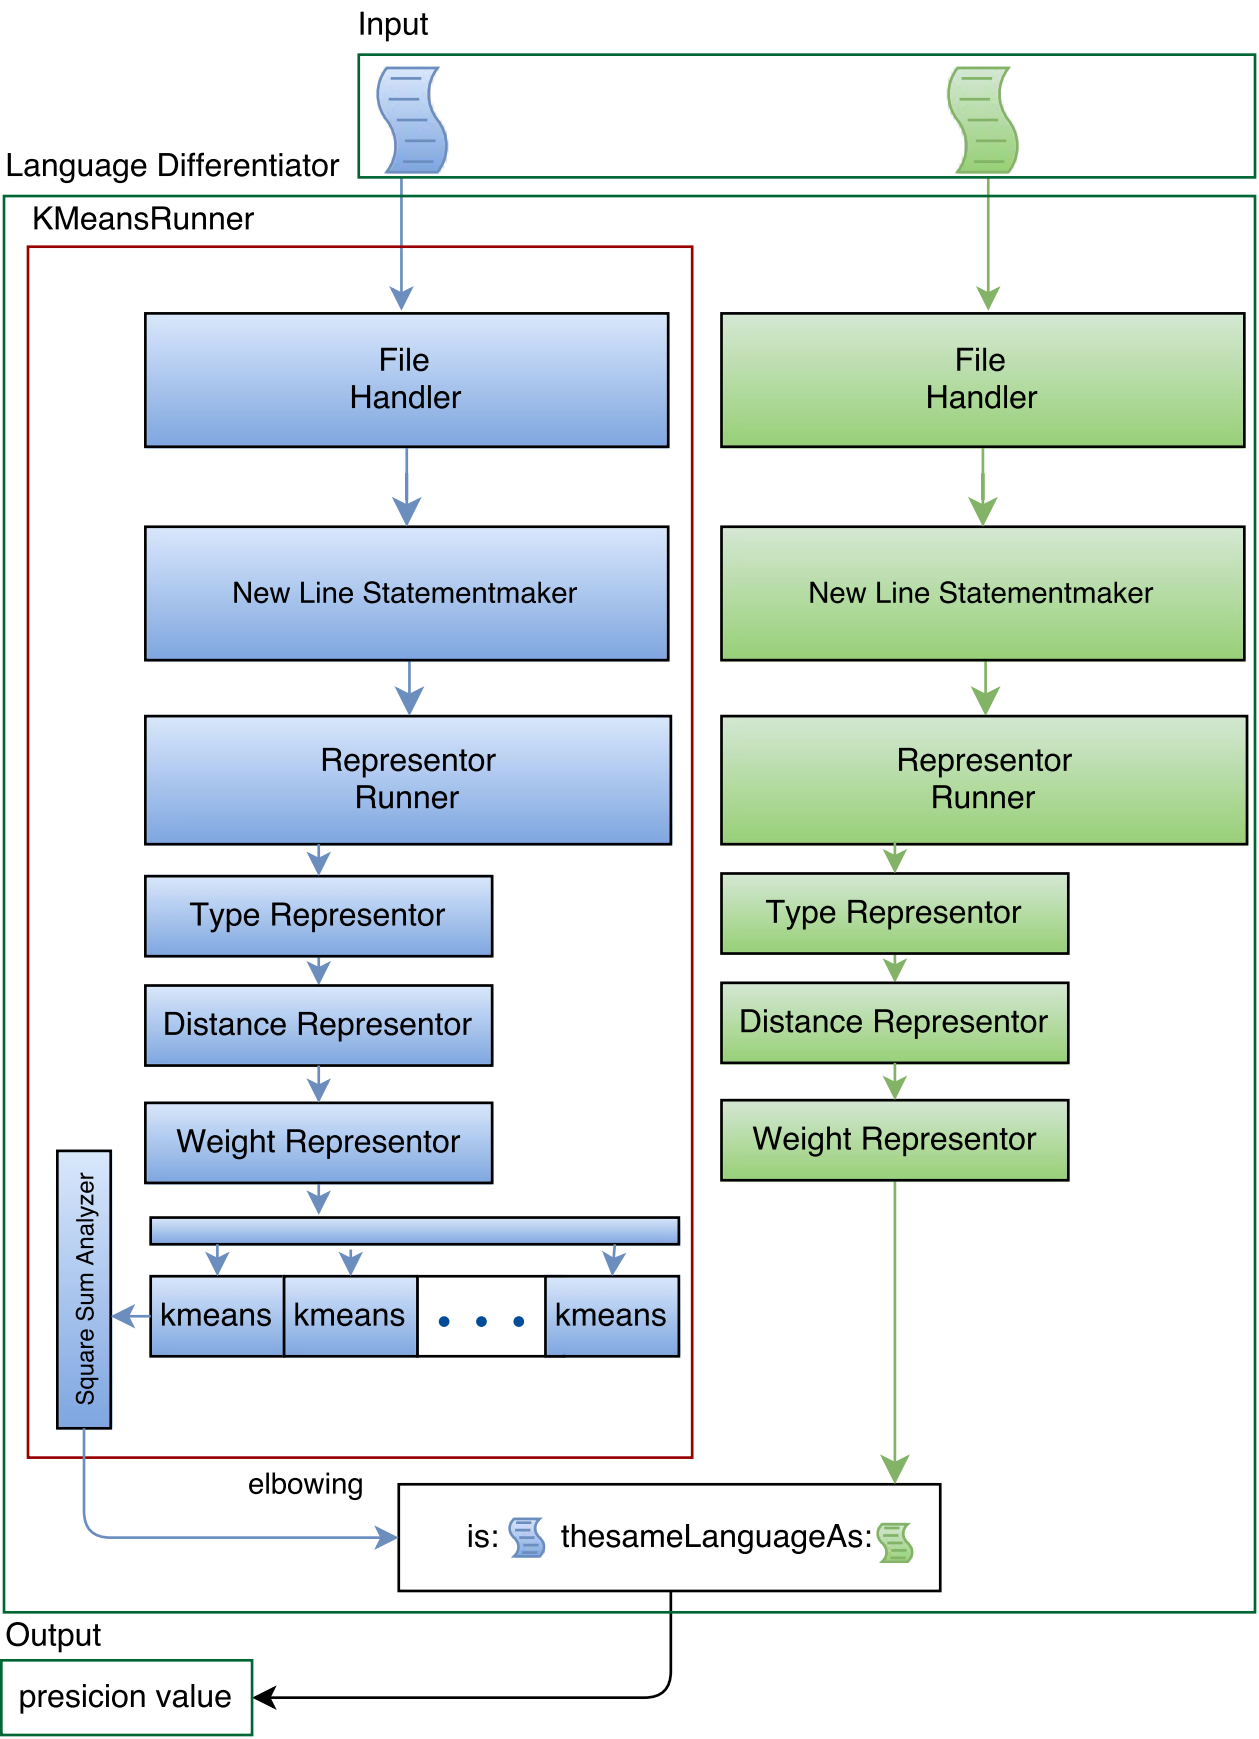 Input
Language Differentiator
KMeansRunner
File
Handler
New Line Statementmaker
Representor
Runner
Type Representor
Distance Representor
Weight Representor
Square Sum Analyzer
kmeans kmeans . . . kmeans
File
Handler
New Line Statementmaker
Representor
Runner
Type Representor
Distance Representor
Weight Representor
elbowing
is: thesameLanguageAs:
Output
presicion value